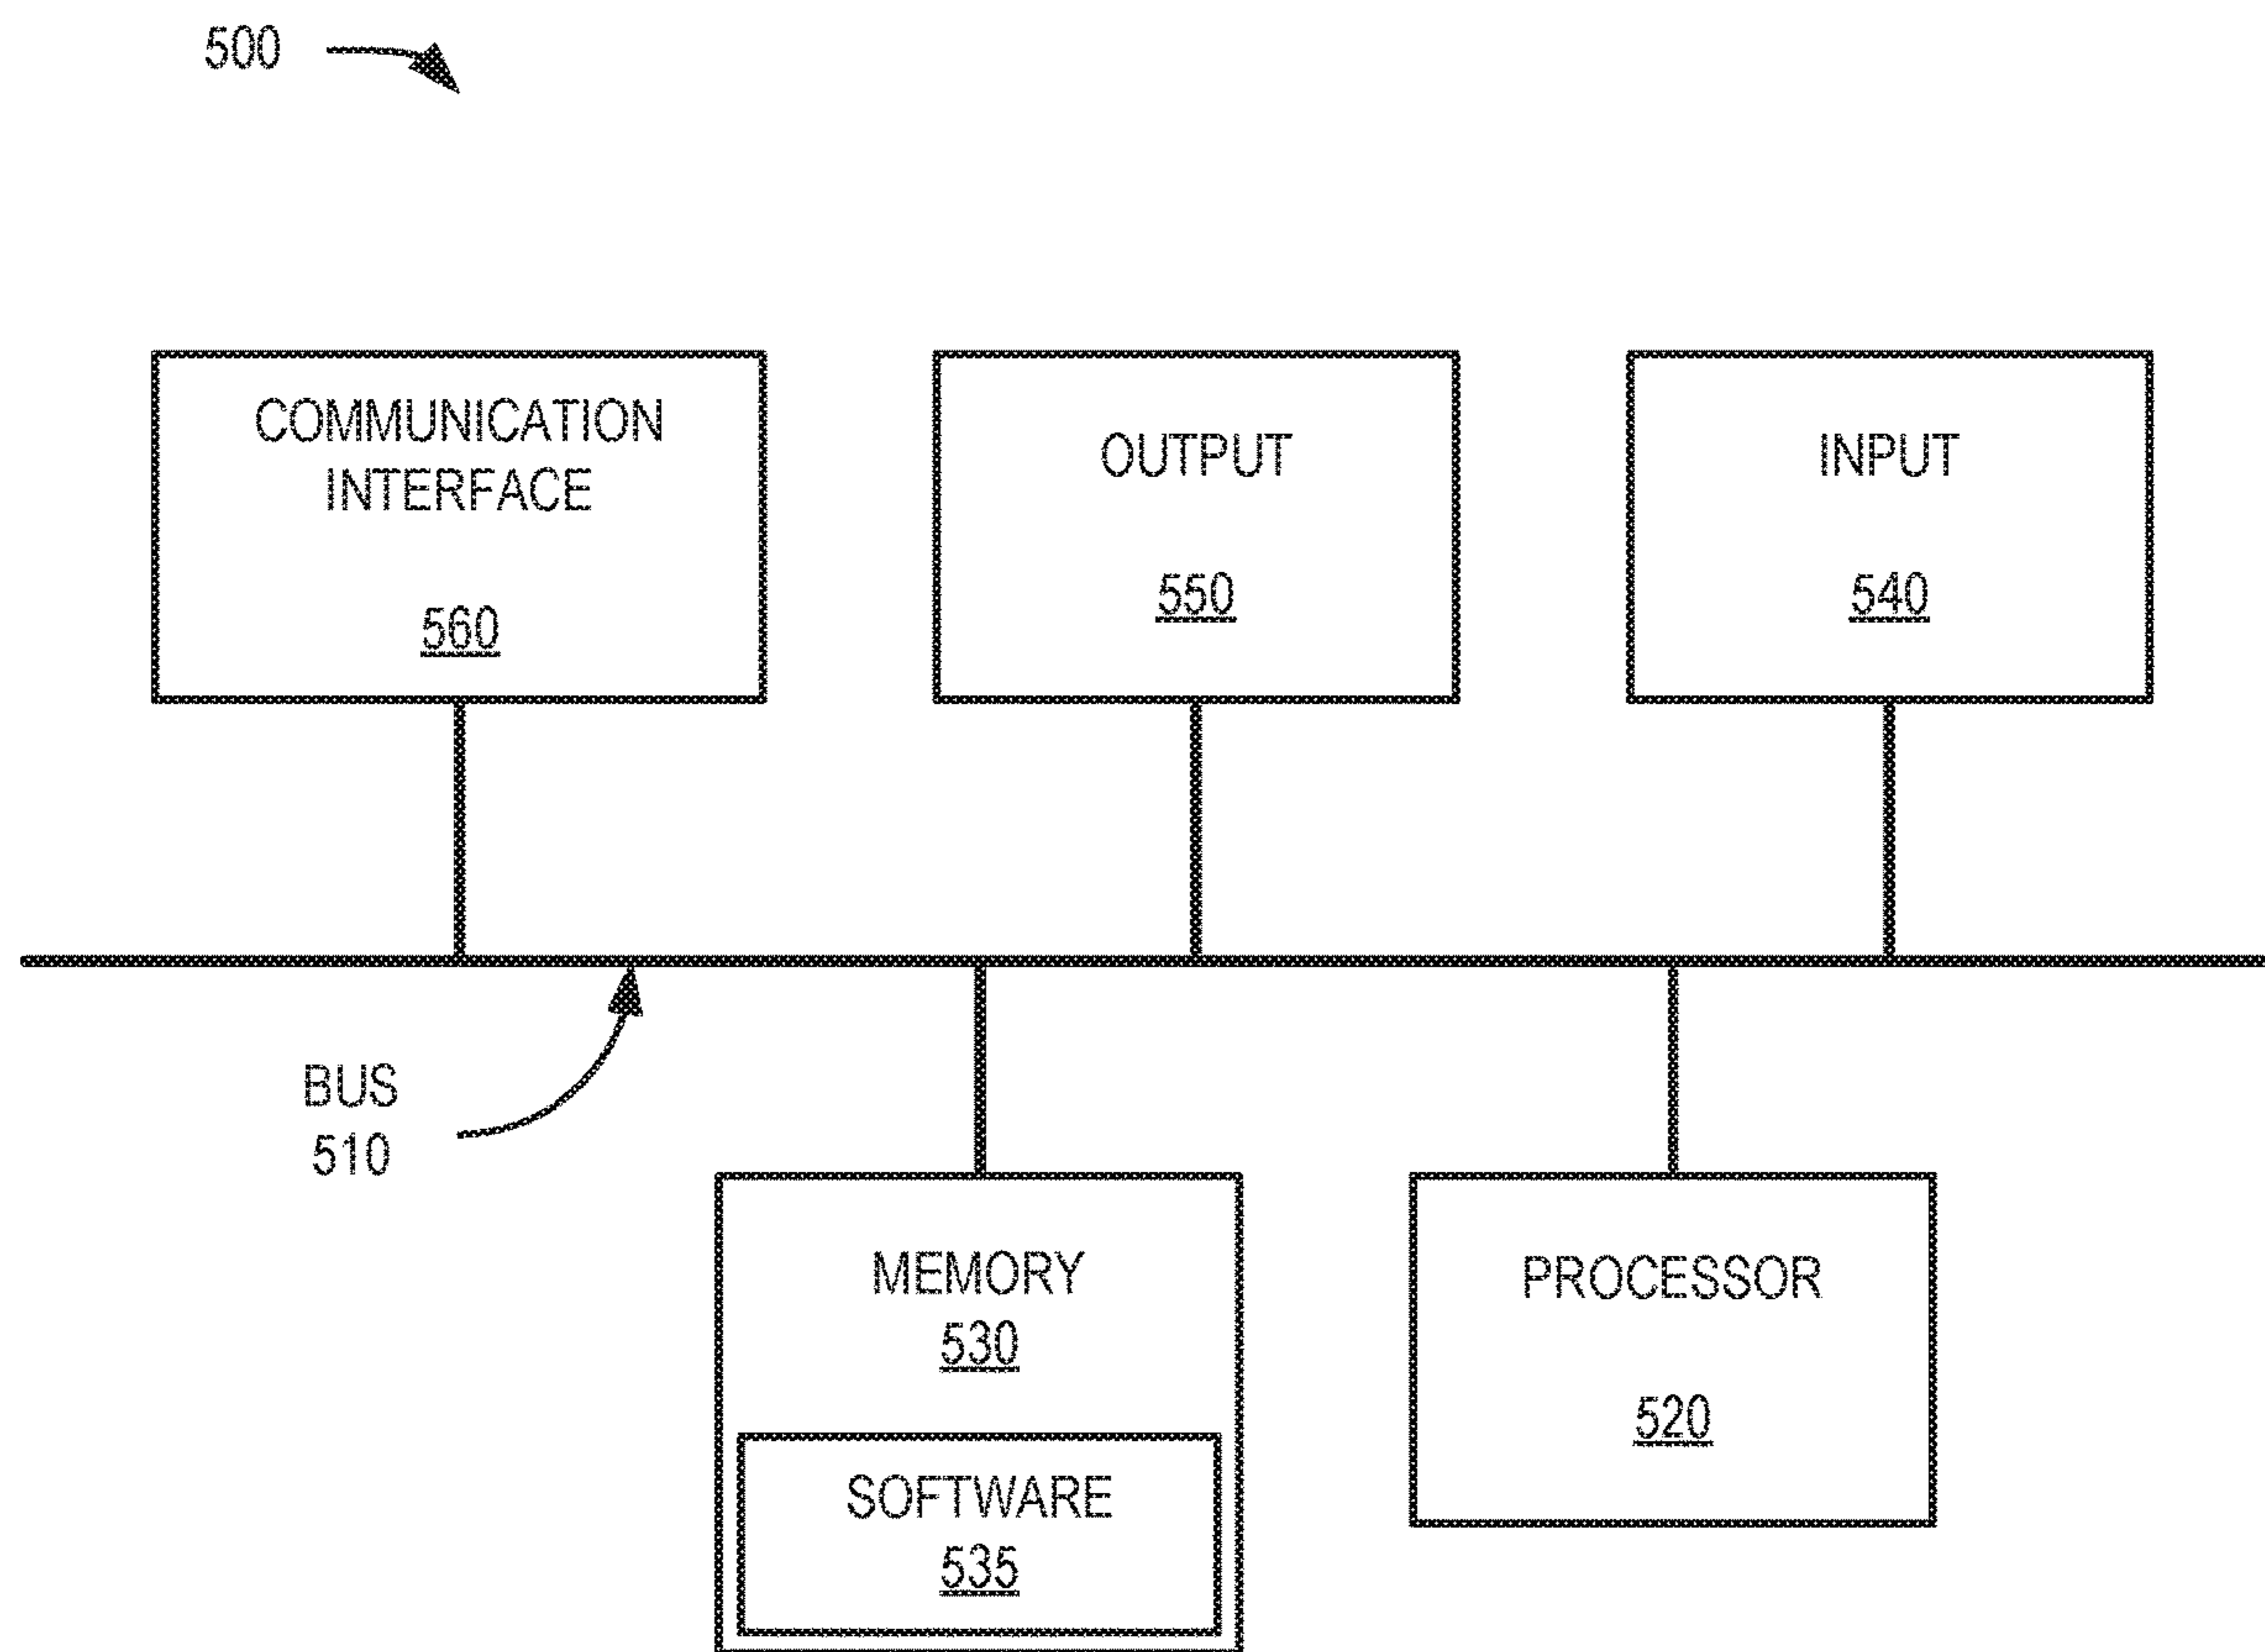 500
COMMUNICATION
INTERFACE
560
OUTPUT
550
INPUT
540
BUS
510
MEMORY
530
SOFTWARE
535
PROCESSOR
520